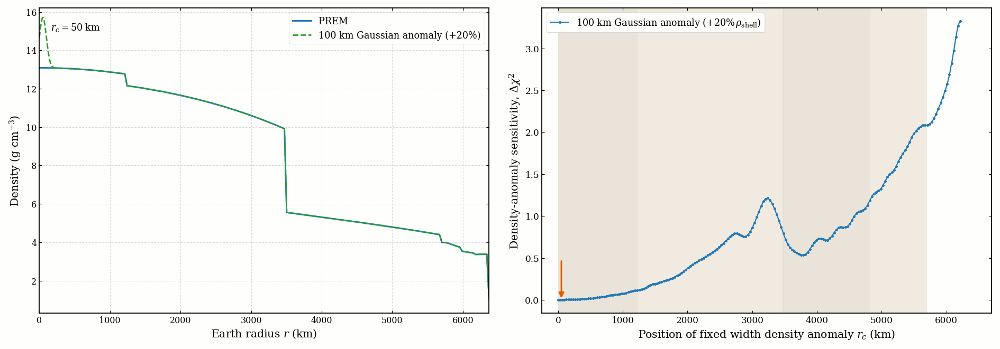 16
14
12
10
8
6
4
2
Density (g cm⁻³)
r_c = 50 km
PREM
100 km Gaussian anomaly (+20%)
0 1000 2000 3000 4000 5000 6000
Earth radius r (km)
3.0
2.5
2.0
1.5
1.0
0.5
0.0
Density-anomaly sensitivity, Δχ²
100 km Gaussian anomaly (+20%ρ_shell)
0 1000 2000 3000 4000 5000 6000
Position of fixed-width density anomaly r_c (km)